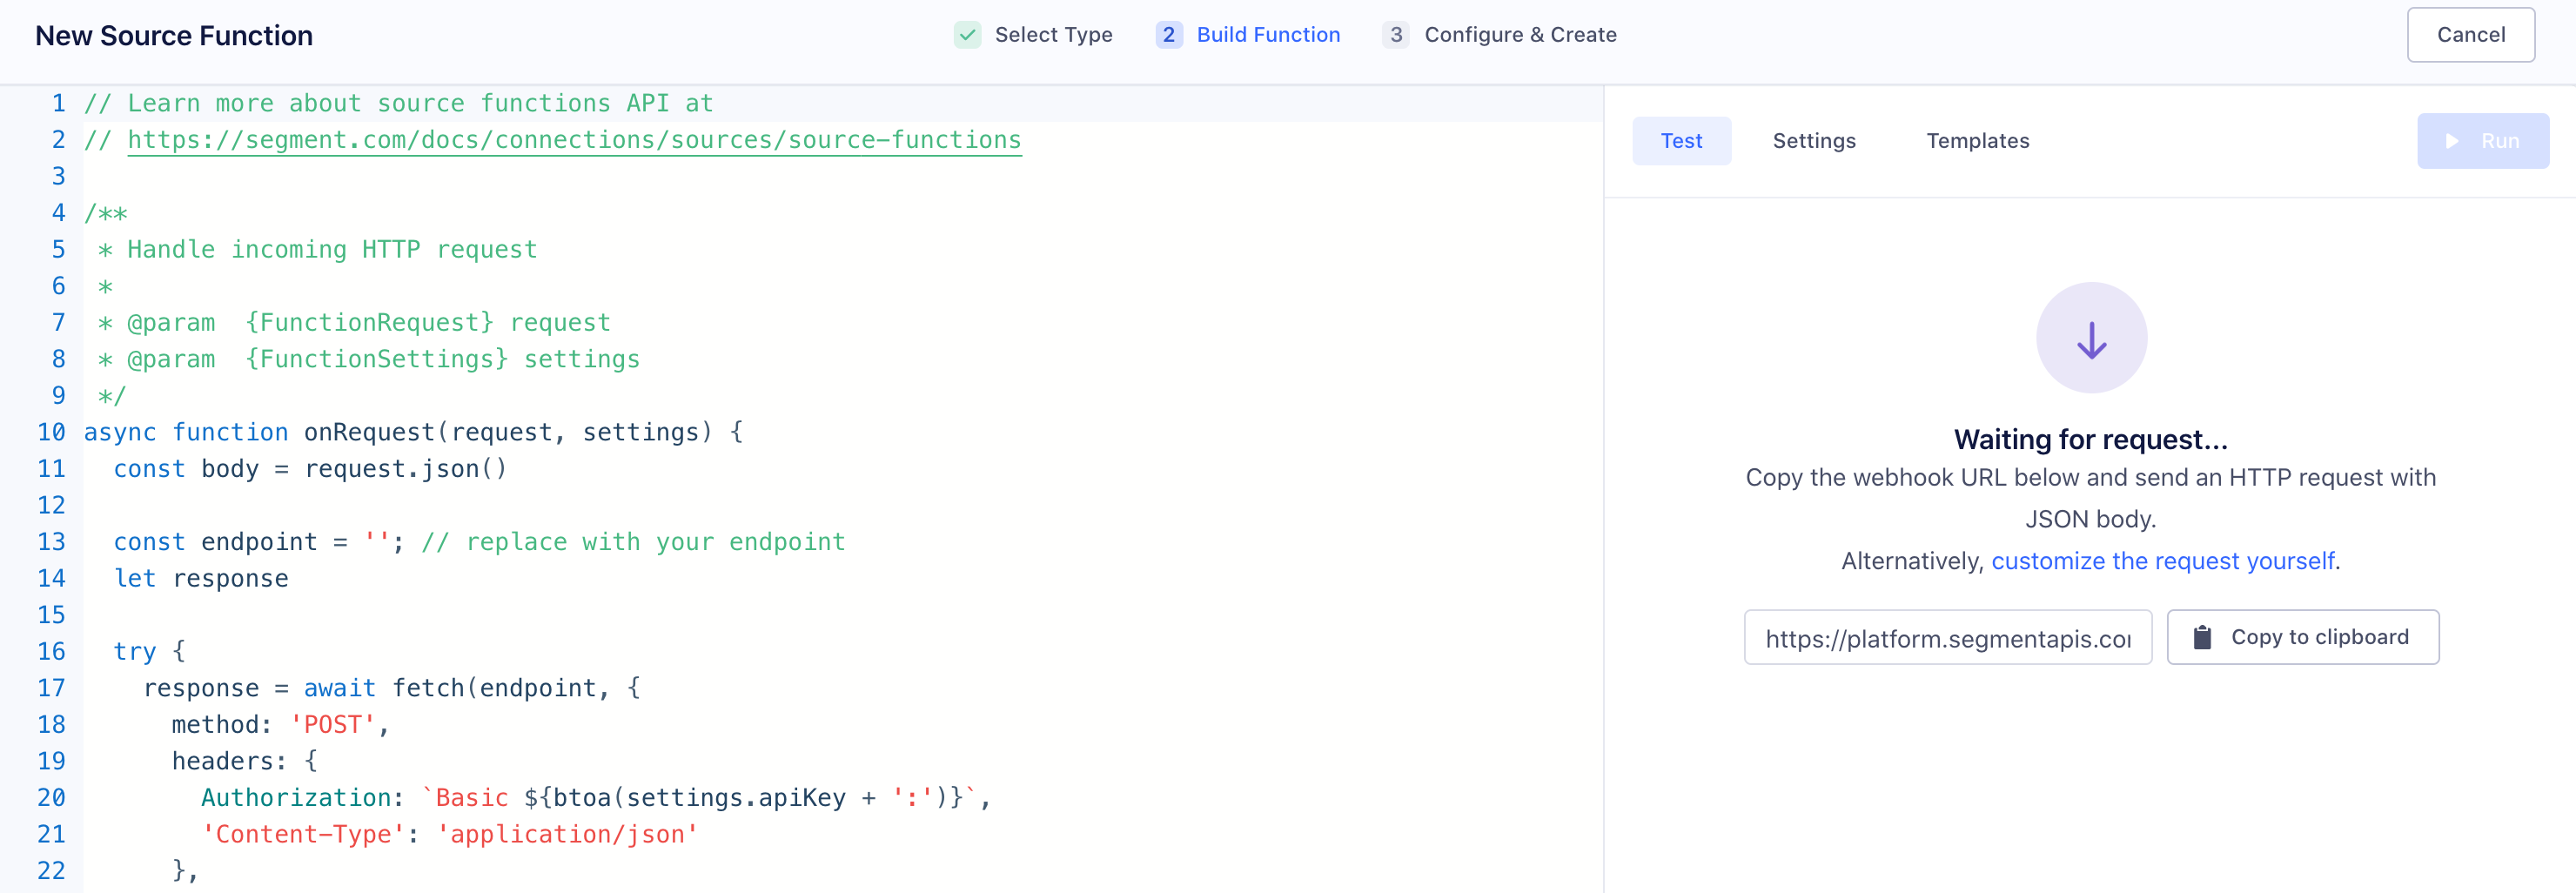 New Source Function
Select Type
2 Build Function
3 Configure & Create
Cancel
1 // Learn more about source functions API at
2 // https://segment.com/docs/connections/sources/source-functions
3
4 /**
5  * Handle incoming HTTP request
6  *
7  * @param  {FunctionRequest} request
8  * @param  {FunctionSettings} settings
9  */
10 async function onRequest(request, settings) {
11   const body = request.json()
12
13   const endpoint = ''; // replace with your endpoint
14   let response
15
16   try {
17     response = await fetch(endpoint, {
18       method: 'POST',
19       headers: {
20         Authorization: `Basic ${btoa(settings.apiKey + ':')}`,
21         'Content-Type': 'application/json'
22       },
Test
Settings
Templates
Run
Waiting for request...
Copy the webhook URL below and send an HTTP request with
JSON body.
Alternatively, customize the request yourself.
https://platform.segmentapis.co
Copy to clipboard